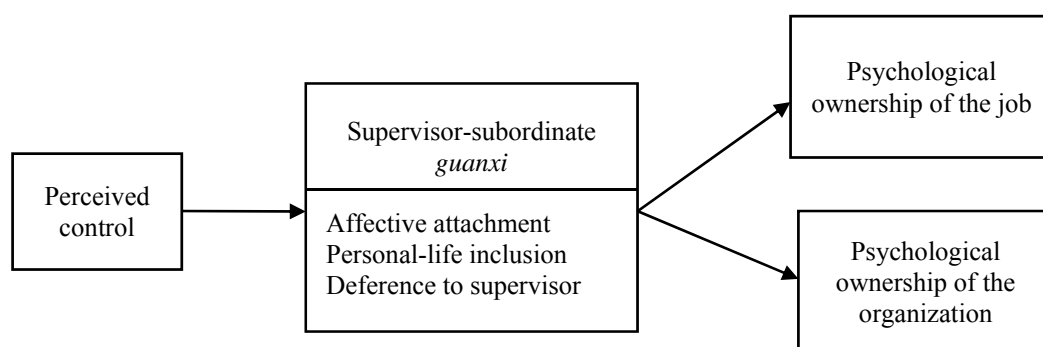 Perceived
control
Supervisor-subordinate
guanxi
Affective attachment
Personal-life inclusion
Deference to supervisor
Psychological
ownership of the job
Psychological
ownership of the
organization